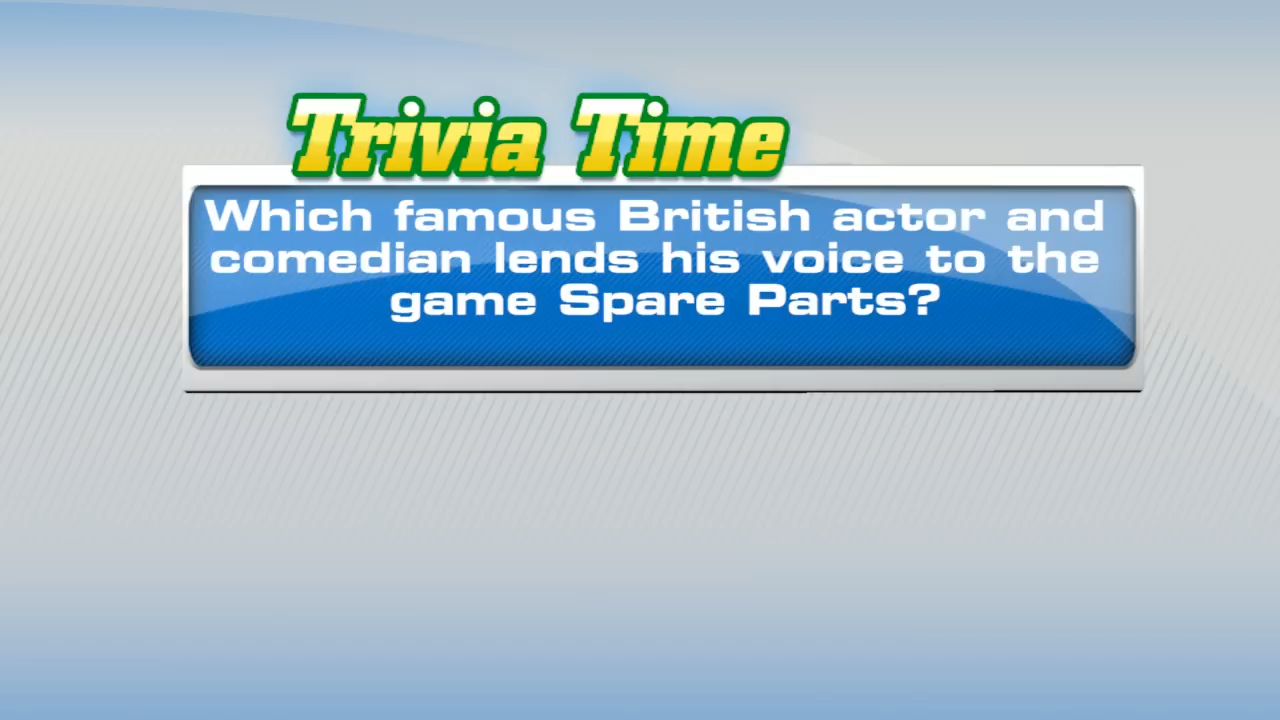 Trivia Time
Which famous British actor and
comedian lends his voice to the
game Spare Parts?